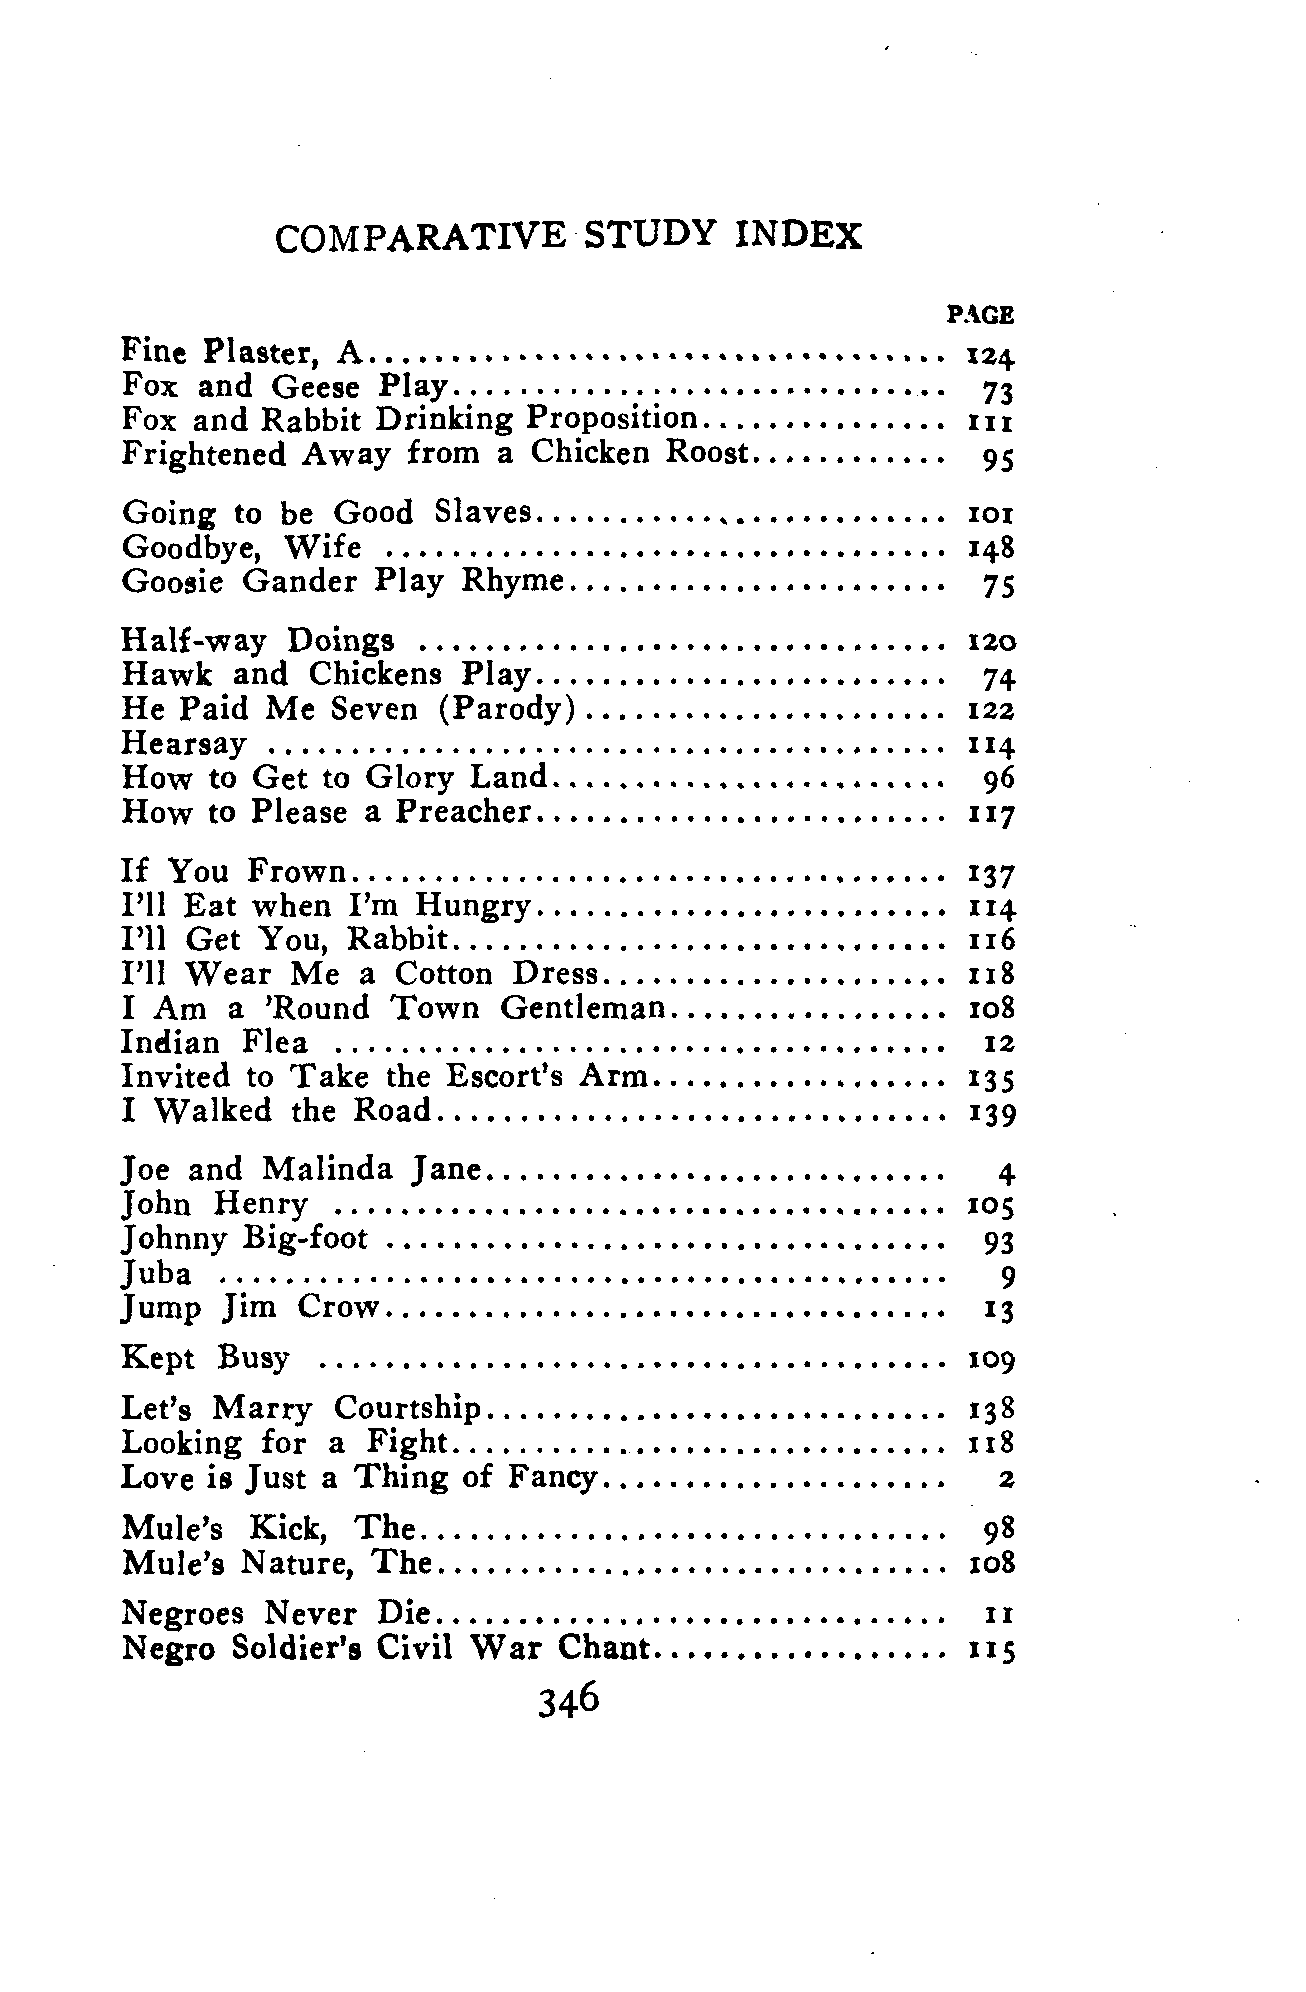 COMPARATIVE STUDY INDEX
PAGE
Fine Plaster, A................................... 124
Fox and Geese Play.............................. 73
Fox and Rabbit Drinking Proposition............... 111
Frightened Away from a Chicken Roost............ 95
Going to be Good Slaves......................... 101
Goodbye, Wife .................................. 148
Goosie Gander Play Rhyme....................... 75
Half-way Doings ................................ 120
Hawk and Chickens Play......................... 74
He Paid Me Seven (Parody)...................... 122
Hearsay ......................................... 114
How to Get to Glory Land........................ 96
How to Please a Preacher......................... 117
If You Frown.................................... 137
I'll Eat when I'm Hungry......................... 114
I'll Get You, Rabbit.............................. 116
I'll Wear Me a Cotton Dress..................... 118
I Am a 'Round Town Gentleman................. 108
Indian Flea ..................................... 12
Invited to Take the Escort's Arm.................. 135
I Walked the Road............................... 139
Joe and Malinda Jane............................ 4
John Henry ..................................... 105
Johnny Big-foot .................................. 93
Juba ............................................ 9
Jump Jim Crow.................................. 13
Kept Busy ...................................... 109
Let's Marry Courtship............................ 138
Looking for a Fight.............................. 118
Love is Just a Thing of Fancy..................... 2
Mule's Kick, The................................ 98
Mule's Nature, The............................... 108
Negroes Never Die............................... 11
Negro Soldier's Civil War Chant.................. 115
346